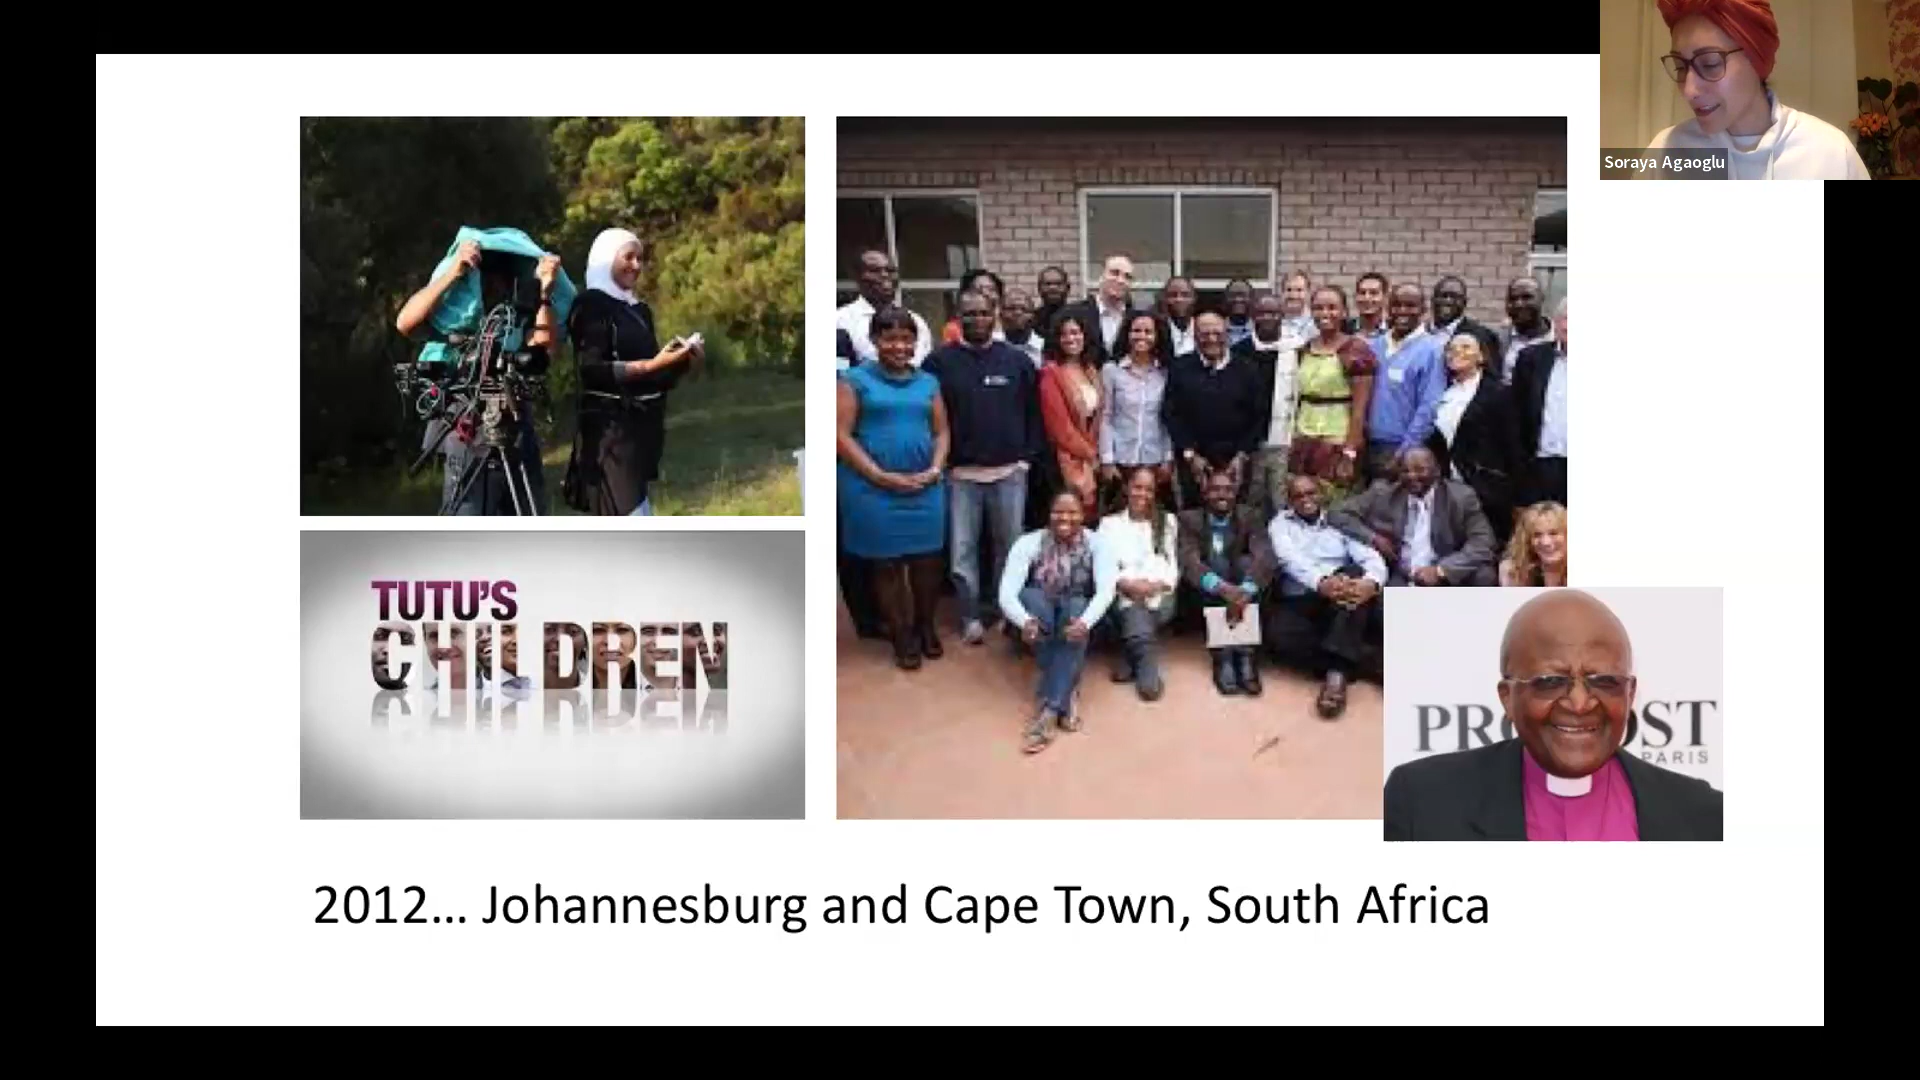 Soraya Agaoglu
TUTU'S
CHILDREN
PARIS
2012... Johannesburg and Cape Town, South Africa